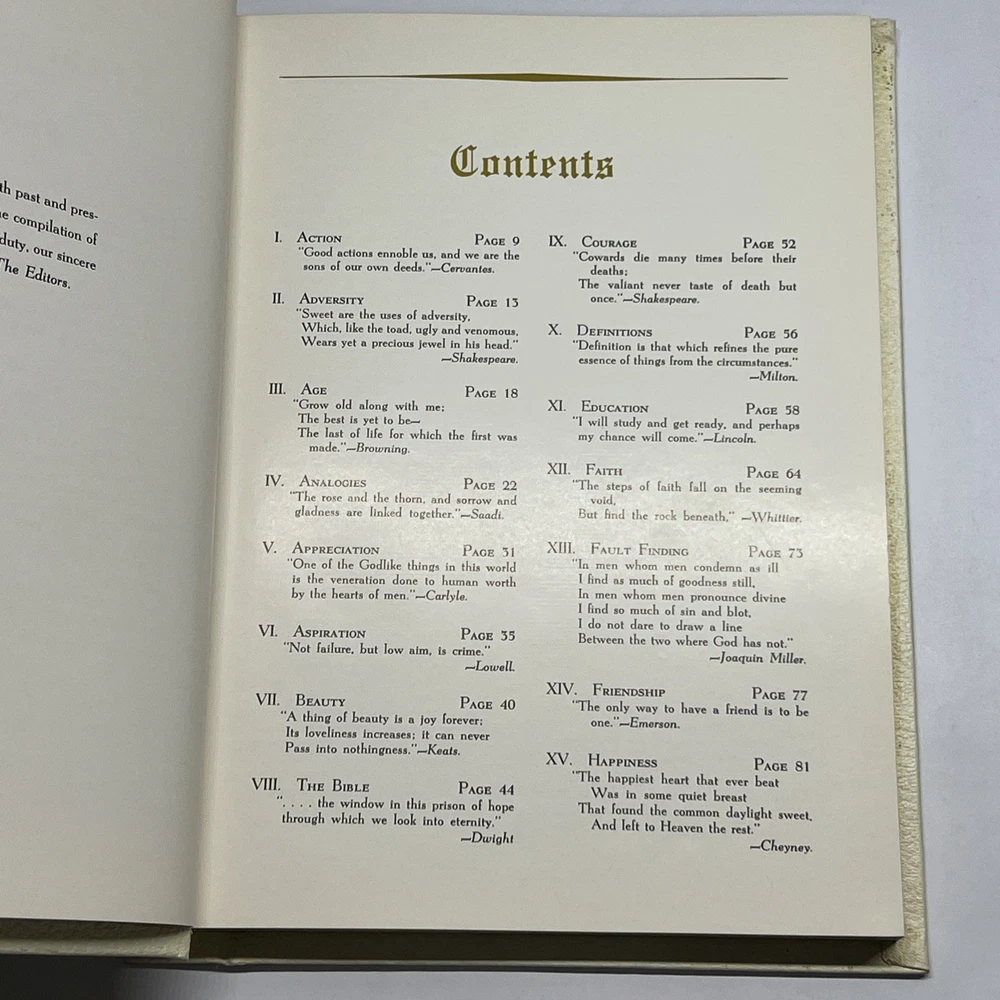 th past and pres-
e compilation of
duty, our sincere
The Editors.
Contents
I. Action Page 9
"Good actions ennoble us, and we are the
sons of our own deeds."—Cervantes.
II. Adversity Page 13
"Sweet are the uses of adversity,
Which, like the toad, ugly and venomous,
Wears yet a precious jewel in his head."
—Shakespeare.
III. Age Page 18
"Grow old along with me;
The best is yet to be—
The last of life for which the first was
made."—Browning.
IV. Analogies Page 22
"The rose and the thorn, and sorrow and
gladness are linked together."—Saadi.
V. Appreciation Page 31
"One of the Godlike things in this world
is the veneration done to human worth
by the hearts of men."—Carlyle.
VI. Aspiration Page 35
"Not failure, but low aim, is crime."
—Lowell.
VII. Beauty Page 40
"A thing of beauty is a joy forever;
Its loveliness increases; it can never
Pass into nothingness."—Keats.
VIII. The Bible Page 44
". . . . the window in this prison of hope
through which we look into eternity."
—Dwight
IX. Courage Page 52
"Cowards die many times before their
deaths;
The valiant never taste of death but
once."—Shakespeare.
X. Definitions Page 56
"Definition is that which refines the pure
essence of things from the circumstances."
—Milton.
XI. Education Page 58
"I will study and get ready, and perhaps
my chance will come."—Lincoln.
XII. Faith Page 64
"The steps of faith fall on the seeming
void,
But find the rock beneath." —Whittier.
XIII. Fault Finding Page 73
"In men whom men condemn as ill
I find as much of goodness still,
In men whom men pronounce divine
I find so much of sin and blot,
I do not dare to draw a line
Between the two where God has not."
—Joaquin Miller.
XIV. Friendship Page 77
"The only way to have a friend is to be
one."—Emerson.
XV. Happiness Page 81
"The happiest heart that ever beat
Was in some quiet breast
That found the common daylight sweet,
And left to Heaven the rest."
—Cheyney.